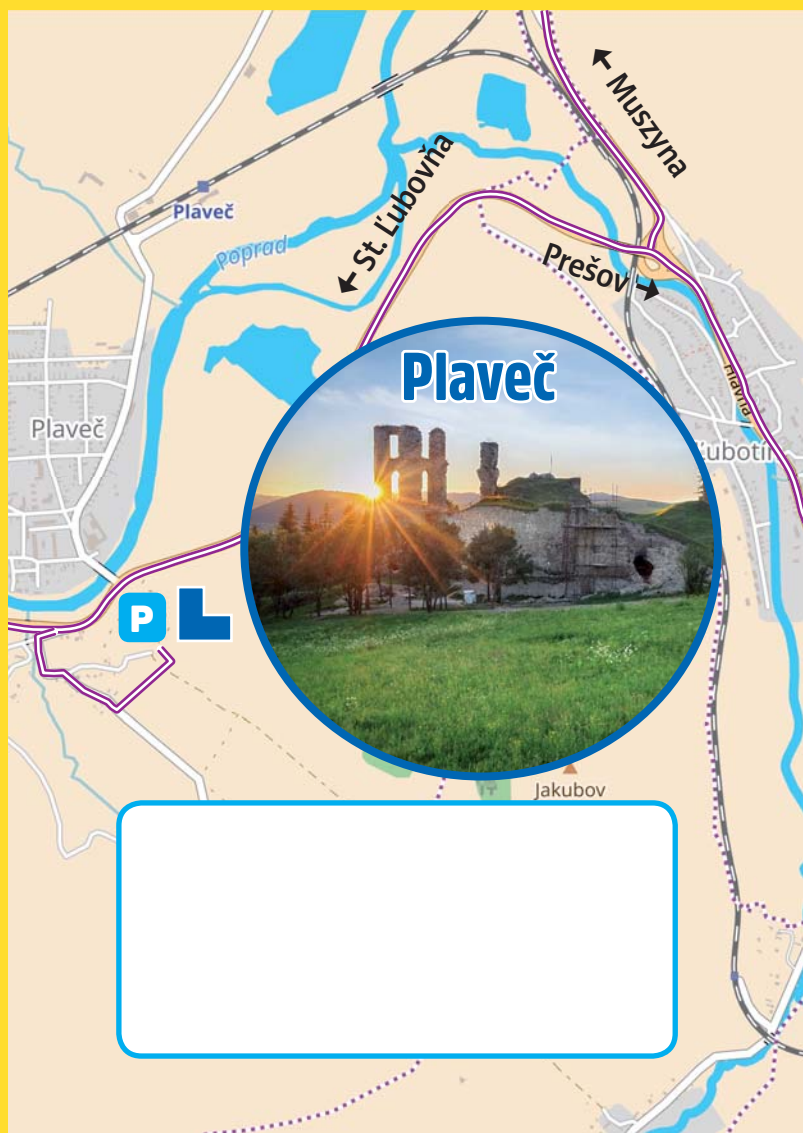 Muszyna
St. Ľubovňa
Plaveč
Poprad
Prešov
Plaveč
Hlavná
Plaveč
Ľubotín
P
Jakubov